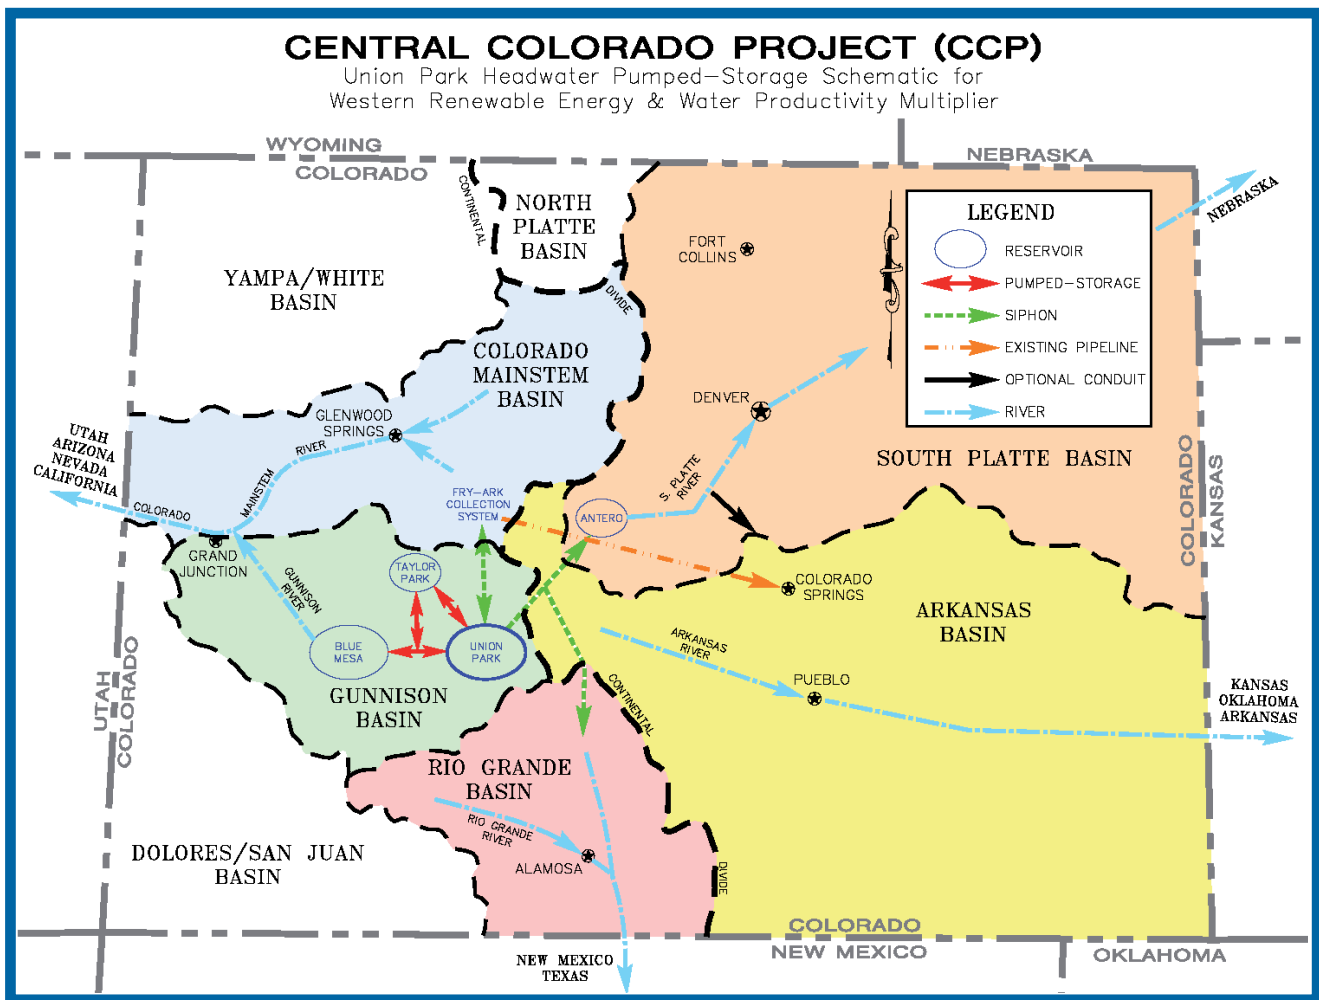 CENTRAL COLORADO PROJECT (CCP)
Union Park Headwater Pumped-Storage Schematic for
Western Renewable Energy & Water Productivity Multiplier
WYOMING
COLORADO
NEBRASKA
CONTINENTAL
NORTH
PLATTE
BASIN
FORT
COLLINS
NEBRASKA
LEGEND
RESERVOIR
PUMPED-STORAGE
SIPHON
EXISTING PIPELINE
OPTIONAL CONDUIT
RIVER
YAMPA/WHITE
BASIN
DIVIDE
COLORADO
MAINSTEM
BASIN
DENVER
GLENWOOD
SPRINGS
RIVER
MAINSTEM
UTAH
ARIZONA
NEVADA
CALIFORNIA
COLORADO
SOUTH PLATTE BASIN
COLORADO
KANSAS
S. PLATTE
RIVER
FRY-ARK
COLLECTION
SYSTEM
ANTERO
GRAND
JUNCTION
GUNNISON
RIVER
TAYLOR
PARK
COLORADO
SPRINGS
BLUE
MESA
UNION
PARK
ARKANSAS
BASIN
ARKANSAS
RIVER
PUEBLO
GUNNISON
BASIN
CONTINENTAL
KANSAS
OKLAHOMA
ARKANSAS
UTAH
COLORADO
RIO GRANDE
BASIN
RIO GRANDE
RIVER
ALAMOSA
DIVIDE
DOLORES/SAN JUAN
BASIN
COLORADO
NEW MEXICO
OKLAHOMA
NEW MEXICO
TEXAS